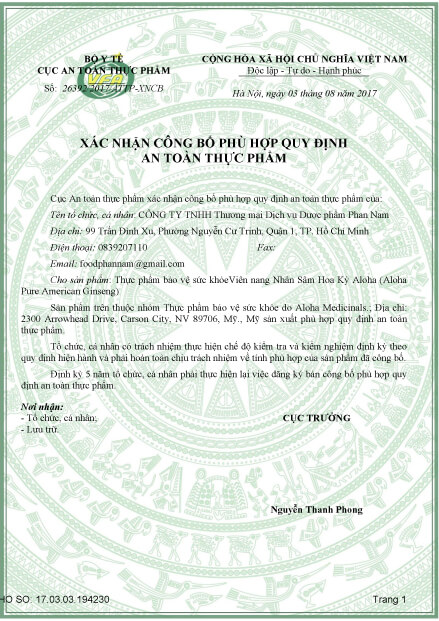 BỘ Y TẾ
CỤC AN TOÀN THỰC PHẨM
Số: 26392/2017/ATTP-XNCB
CỘNG HÒA XÃ HỘI CHỦ NGHĨA VIỆT NAM
Độc lập - Tự do - Hạnh phúc
Hà Nội, ngày 03 tháng 08 năm 2017
VFA
XÁC NHẬN CÔNG BỐ PHÙ HỢP QUY ĐỊNH
AN TOÀN THỰC PHẨM
Cục An toàn thực phẩm xác nhận công bố phù hợp quy định an toàn thực phẩm của:
Tên tổ chức, cá nhân: CÔNG TY TNHH Thương mại Dịch vụ Dược phẩm Phan Nam
Địa chỉ: 99 Trần Đình Xu, Phường Nguyễn Cư Trinh, Quận 1, TP. Hồ Chí Minh
Điện thoại: 0839207110 Fax:
Email: foodphannam@gmail.com
Cho sản phẩm: Thực phẩm bảo vệ sức khỏeViên nang Nhân Sâm Hoa Kỳ Aloha (Aloha
Pure American Ginseng)
Sản phẩm trên thuộc nhóm Thực phẩm bảo vệ sức khỏe do Aloha Medicinals.; Địa chỉ:
2300 Arrowhead Drive, Carson City, NV 89706, Mỹ., Mỹ sản xuất phù hợp quy định an toàn
thực phẩm.
Tổ chức, cá nhân có trách nhiệm thực hiện chế độ kiểm tra và kiểm nghiệm định kỳ theo
quy định hiện hành và phải hoàn toàn chịu trách nhiệm về tính phù hợp của sản phẩm đã công bố.
Định kỳ 5 năm tổ chức, cá nhân phải thực hiện lại việc đăng ký bản công bố phù hợp quy
định an toàn thực phẩm.
Nơi nhận:
- Tổ chức, cá nhân;
- Lưu trữ.
CỤC TRƯỞNG
Nguyễn Thanh Phong
HO SO: 17.03.03.194230
Trang 1